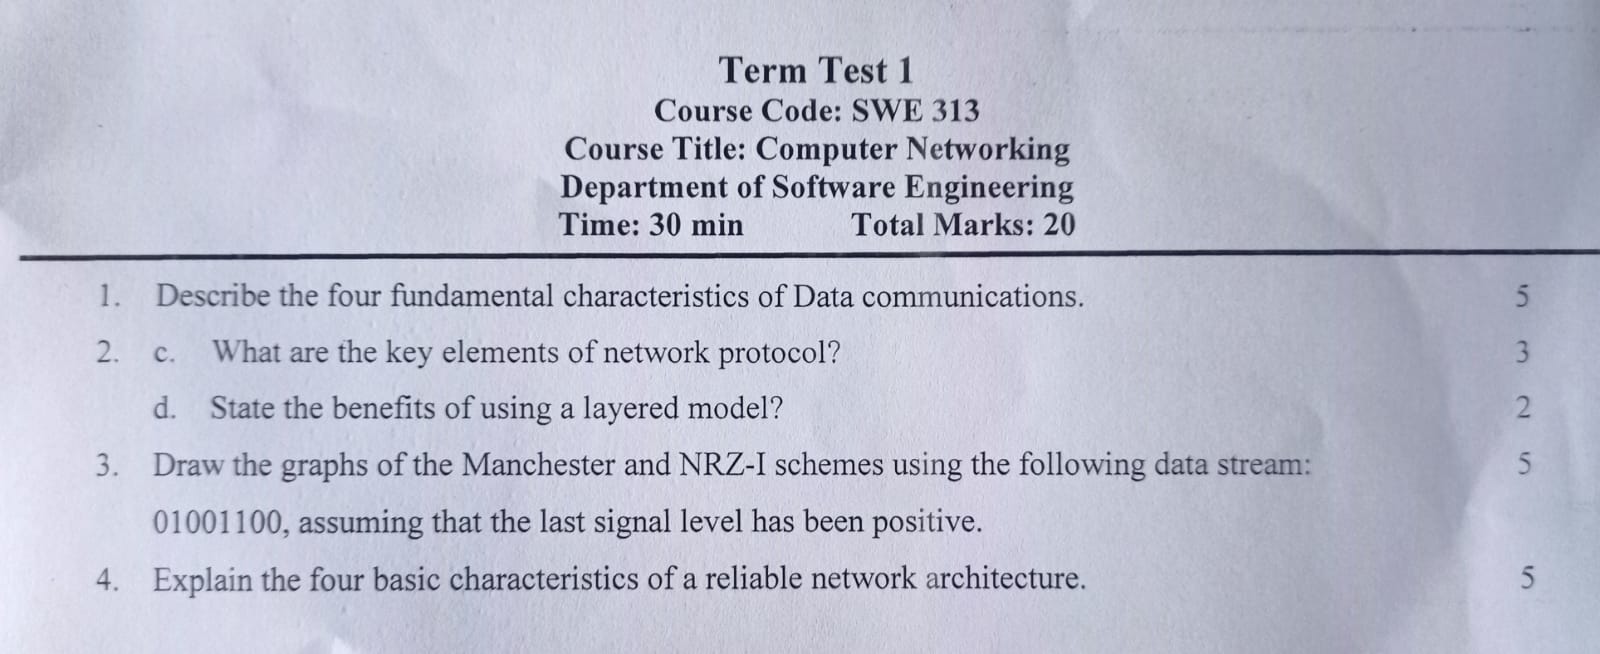 Term Test 1
Course Code: SWE 313
Course Title: Computer Networking
Department of Software Engineering
Time: 30 min Total Marks: 20
1. Describe the four fundamental characteristics of Data communications. 5
2. c. What are the key elements of network protocol? 3
d. State the benefits of using a layered model? 2
3. Draw the graphs of the Manchester and NRZ-I schemes using the following data stream: 5
01001100, assuming that the last signal level has been positive.
4. Explain the four basic characteristics of a reliable network architecture. 5